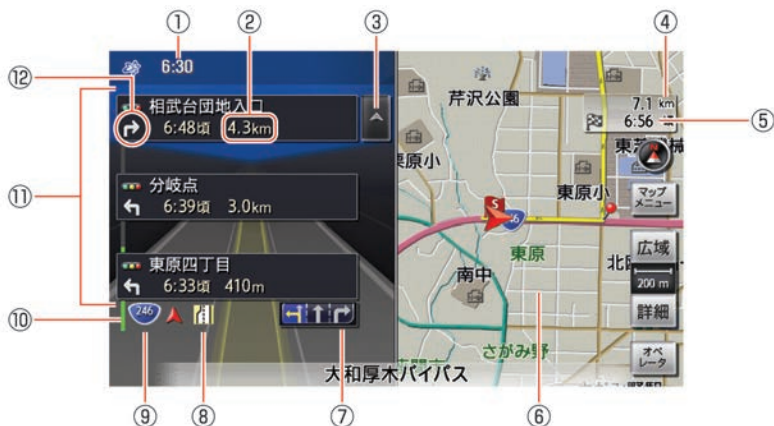 ① ② ③ ④
⑫ ⑤
6:30
相武台団地入口
6:48頃 4.3km
分岐点
6:39頃 3.0km
東原四丁目
6:33頃 410m
246
大和厚木バイパス
芹沢公園
7.1 km
6:56
N
マップ
メニュー
東原小
S
東原
広域
200 m
詳細
南中
さがみ野
オペ
レータ
⑪
⑩
⑨ ⑧ ⑦ ⑥